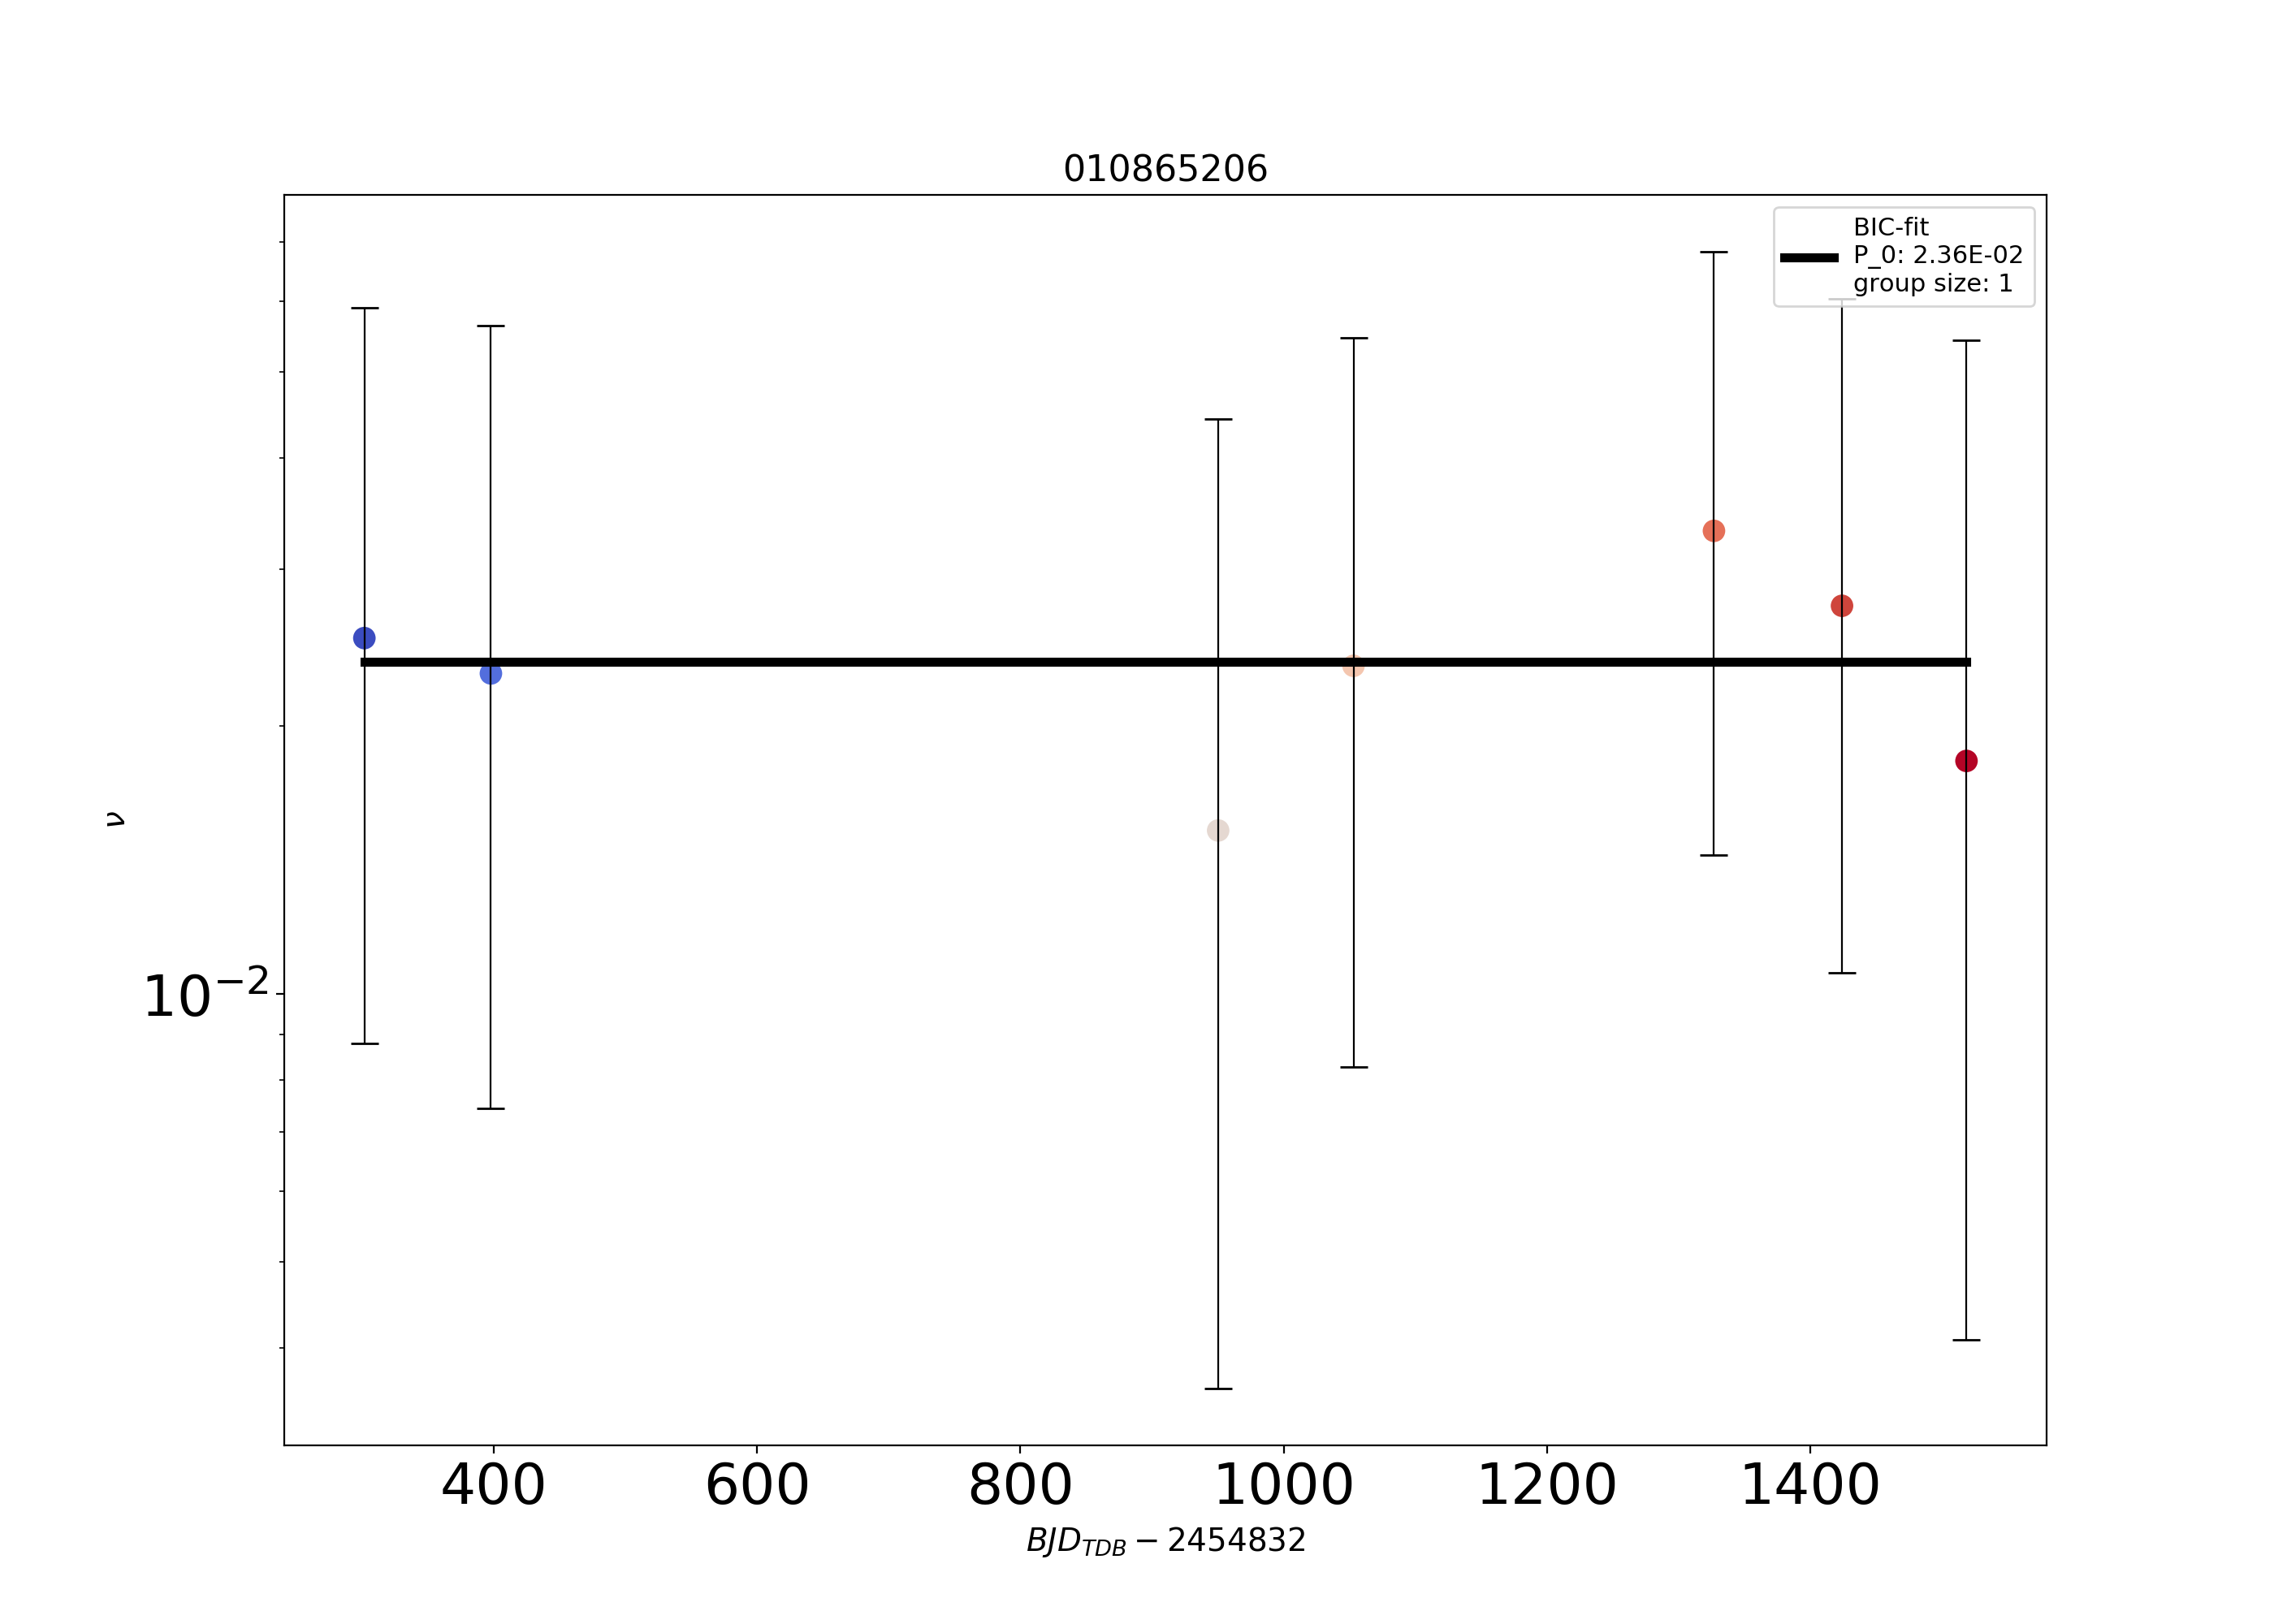 010865206
BIC-fit
P_0: 2.36E-02
group size: 1
ν
10⁻²
400 600 800 1000 1200 1400
BJD_TDB − 2454832